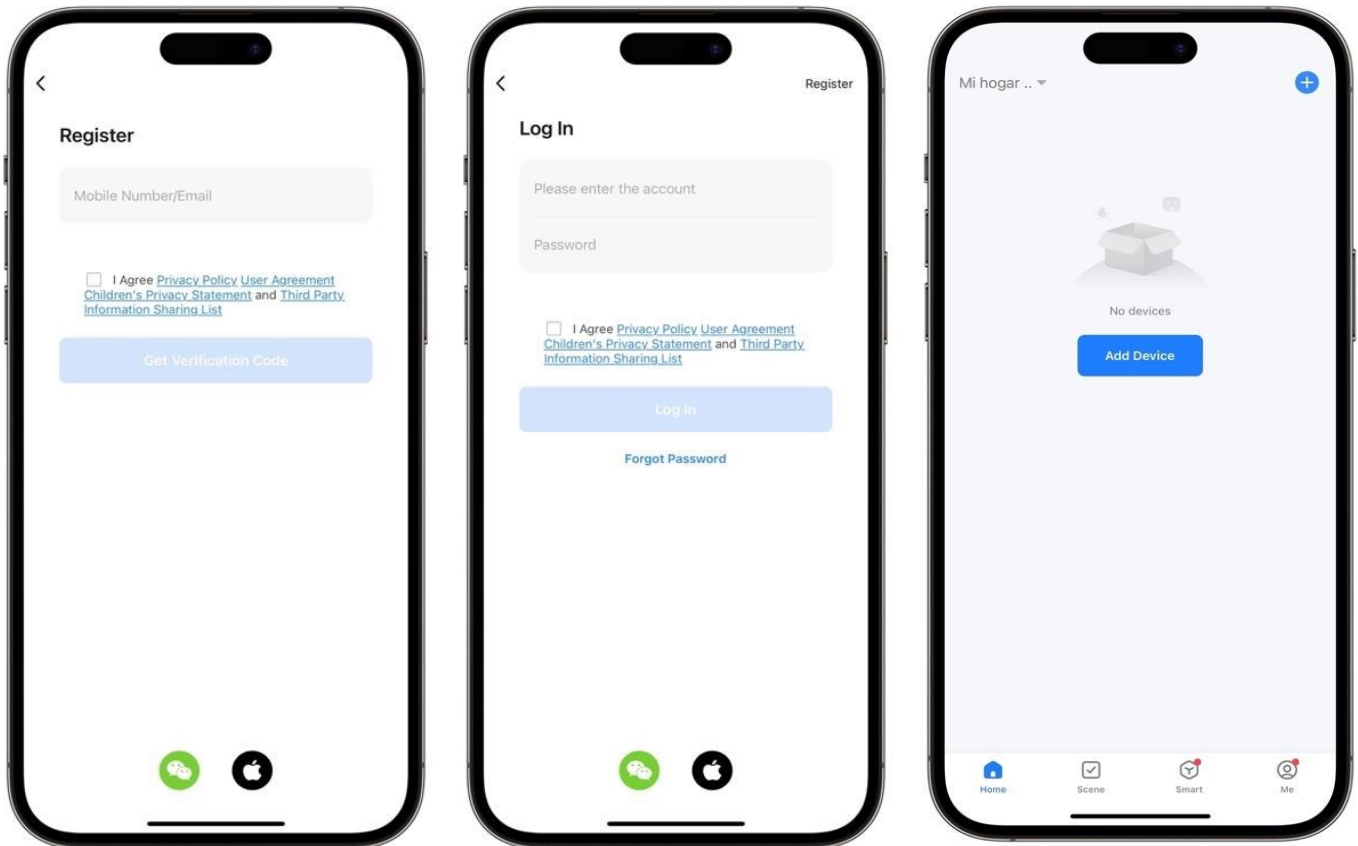 Register
Mobile Number/Email
I Agree Privacy Policy User Agreement
Children's Privacy Statement and Third Party
Information Sharing List
Get Verification Code
Register
Log In
Please enter the account
Password
I Agree Privacy Policy User Agreement
Children's Privacy Statement and Third Party
Information Sharing List
Log In
Forgot Password
Mi hogar ..
No devices
Add Device
Home
Scene
Smart
Me